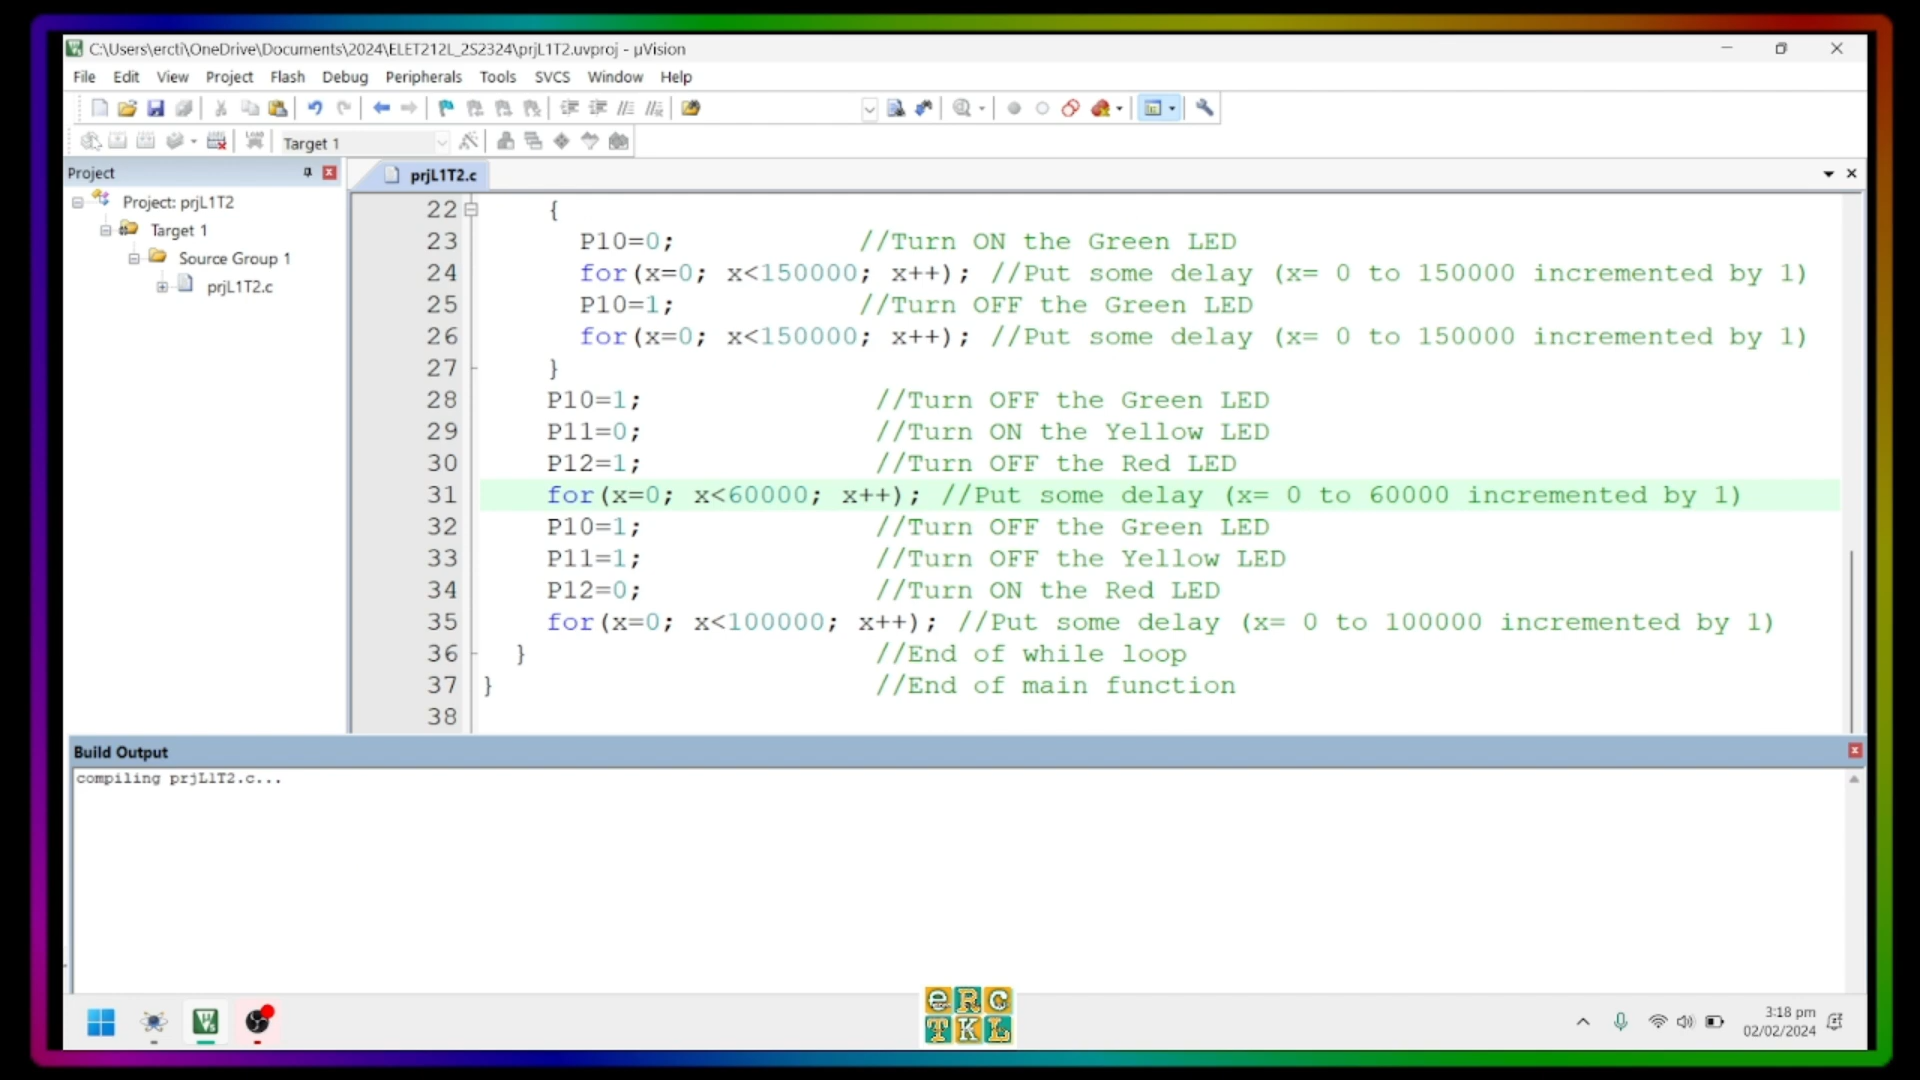 C:\Users\ercti\OneDrive\Documents\2024\ELET212L_2S2324\prjL1T2.uvproj - µVision
File Edit View Project Flash Debug Peripherals Tools SVCS Window Help
Target 1
Project
prjL1T2.c
Project: prjL1T2
Target 1
Source Group 1
prjL1T2.c
22 {
23 P10=0; //Turn ON the Green LED
24 for(x=0; x<150000; x++); //Put some delay (x= 0 to 150000 incremented by 1)
25 P10=1; //Turn OFF the Green LED
26 for(x=0; x<150000; x++); //Put some delay (x= 0 to 150000 incremented by 1)
27 }
28 P10=1; //Turn OFF the Green LED
29 P11=0; //Turn ON the Yellow LED
30 P12=1; //Turn OFF the Red LED
31 for(x=0; x<60000; x++); //Put some delay (x= 0 to 60000 incremented by 1)
32 P10=1; //Turn OFF the Green LED
33 P11=1; //Turn OFF the Yellow LED
34 P12=0; //Turn ON the Red LED
35 for(x=0; x<100000; x++); //Put some delay (x= 0 to 100000 incremented by 1)
36 } //End of while loop
37 } //End of main function
38
Build Output
compiling prjL1T2.c...
eRC
TKL
3:18 pm
02/02/2024